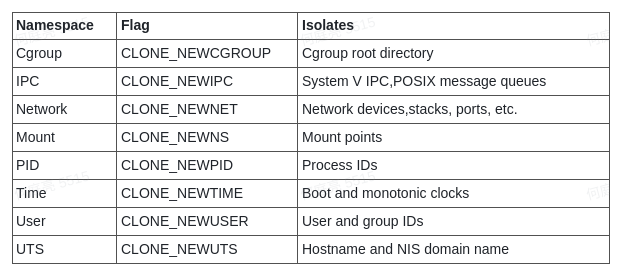 Namespace Flag Isolates
Cgroup CLONE_NEWCGROUP Cgroup root directory
IPC CLONE_NEWIPC System V IPC,POSIX message queues
Network CLONE_NEWNET Network devices,stacks, ports, etc.
Mount CLONE_NEWNS Mount points
PID CLONE_NEWPID Process IDs
Time CLONE_NEWTIME Boot and monotonic clocks
User CLONE_NEWUSER User and group IDs
UTS CLONE_NEWUTS Hostname and NIS domain name